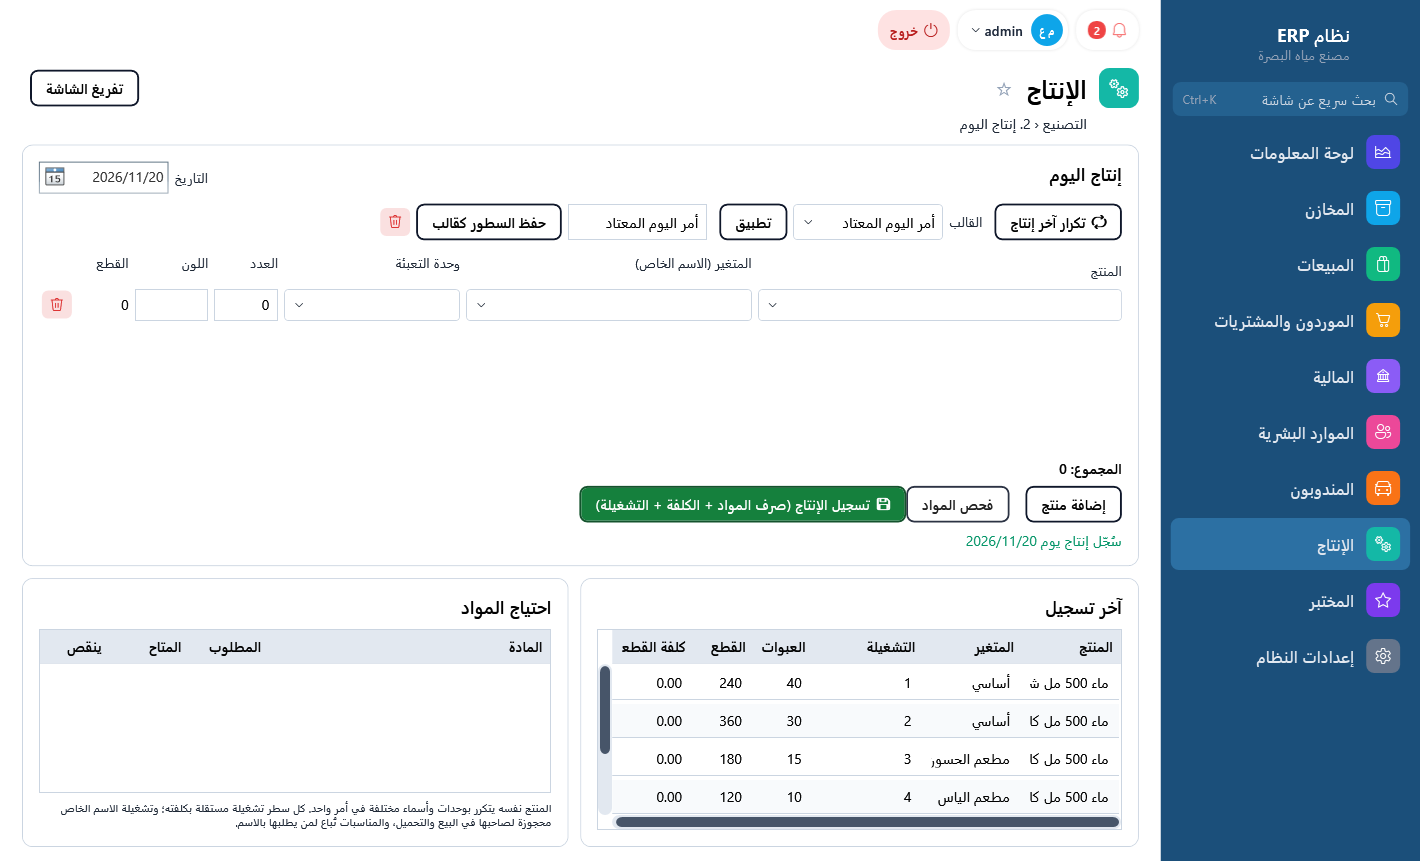 نظام ERP
مصنع مياه البصرة
بحث سريع عن شاشة Ctrl+K
لوحة المعلومات
المخازن
المبيعات
الموردون والمشتريات
المالية
الموارد البشرية
المندوبون
الإنتاج
المختبر
إعدادات النظام
2
م ع admin
خروج
الإنتاج
التصنيع › 2. إنتاج اليوم
تفريغ الشاشة
إنتاج اليوم
التاريخ 2026/11/20 15
تكرار آخر إنتاج القالب أمر اليوم المعتاد تطبيق أمر اليوم المعتاد حفظ السطور كقالب
المنتج المتغير (الاسم الخاص) وحدة التعبئة العدد اللون القطع
0 0
المجموع: 0
إضافة منتج فحص المواد تسجيل الإنتاج (صرف المواد + الكلفة + التشغيلة)
سُجّل إنتاج يوم 2026/11/20
آخر تسجيل
المنتج المتغير التشغيلة العبوات القطع كلفة القطع
ماء 500 مل ش أساسي 1 40 240 0.00
ماء 500 مل كا أساسي 2 30 360 0.00
ماء 500 مل كا مطعم الحسور 3 15 180 0.00
ماء 500 مل كا مطعم الياس 4 10 120 0.00
احتياج المواد
المادة المطلوب المتاح ينقص
المنتج نفسه يتكرر بوحدات وأسماء مختلفة في أمر واحد. كل سطر تشغيلة مستقلة بكلفته؛ وتشغيلة الاسم الخاص
محجوزة لصاحبها في البيع والتحميل، والمناسبات تُباع لمن يطلبها بالاسم.